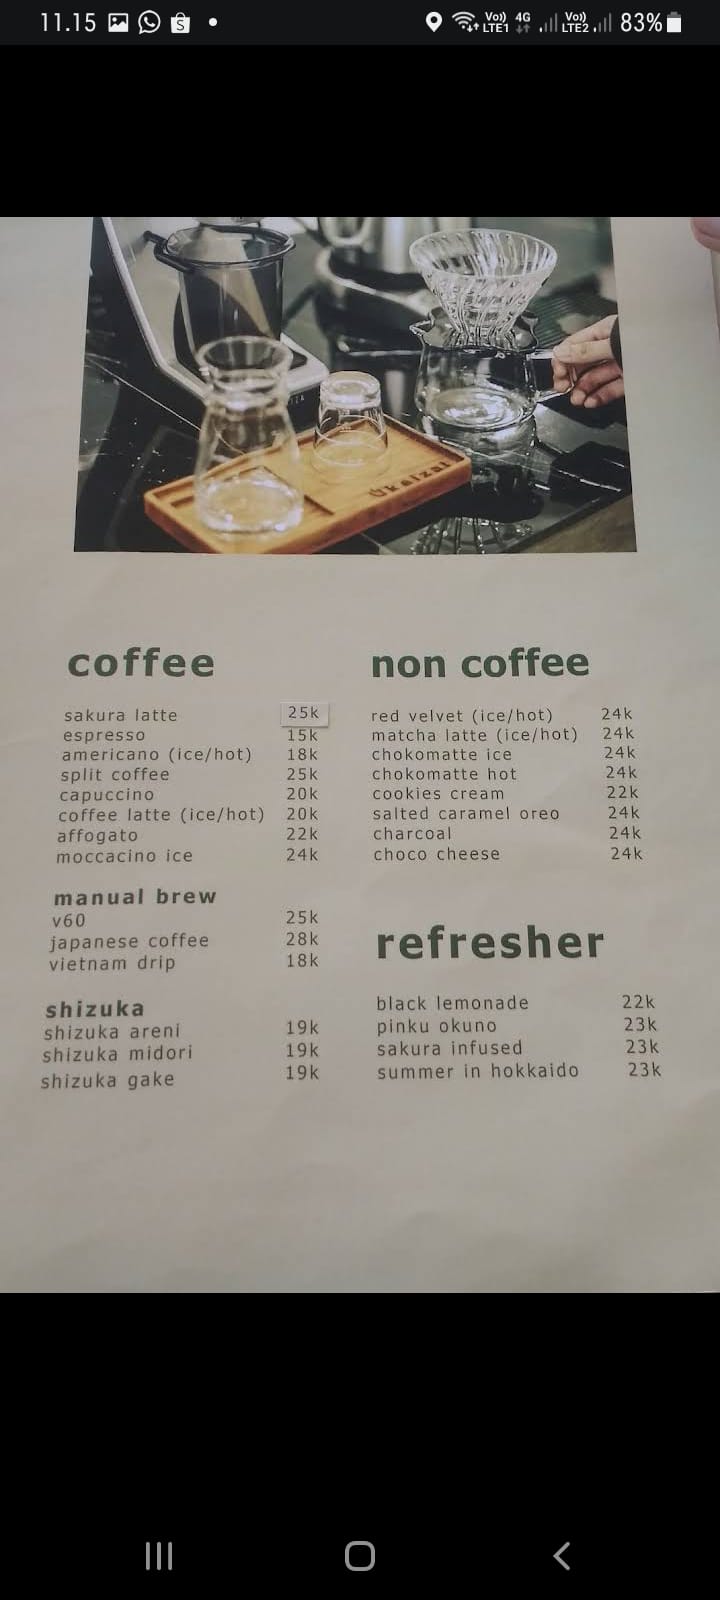 11.15
Vo) LTE1 4G Vo) LTE2 83%
Ukaizat
coffee
sakura latte 25k
espresso 15k
americano (ice/hot) 18k
split coffee 25k
capuccino 20k
coffee latte (ice/hot) 20k
affogato 22k
moccacino ice 24k
manual brew
v60 25k
japanese coffee 28k
vietnam drip 18k
shizuka
shizuka areni 19k
shizuka midori 19k
shizuka gake 19k
non coffee
red velvet (ice/hot) 24k
matcha latte (ice/hot) 24k
chokomatte ice 24k
chokomatte hot 24k
cookies cream 22k
salted caramel oreo 24k
charcoal 24k
choco cheese 24k
refresher
black lemonade 22k
pinku okuno 23k
sakura infused 23k
summer in hokkaido 23k